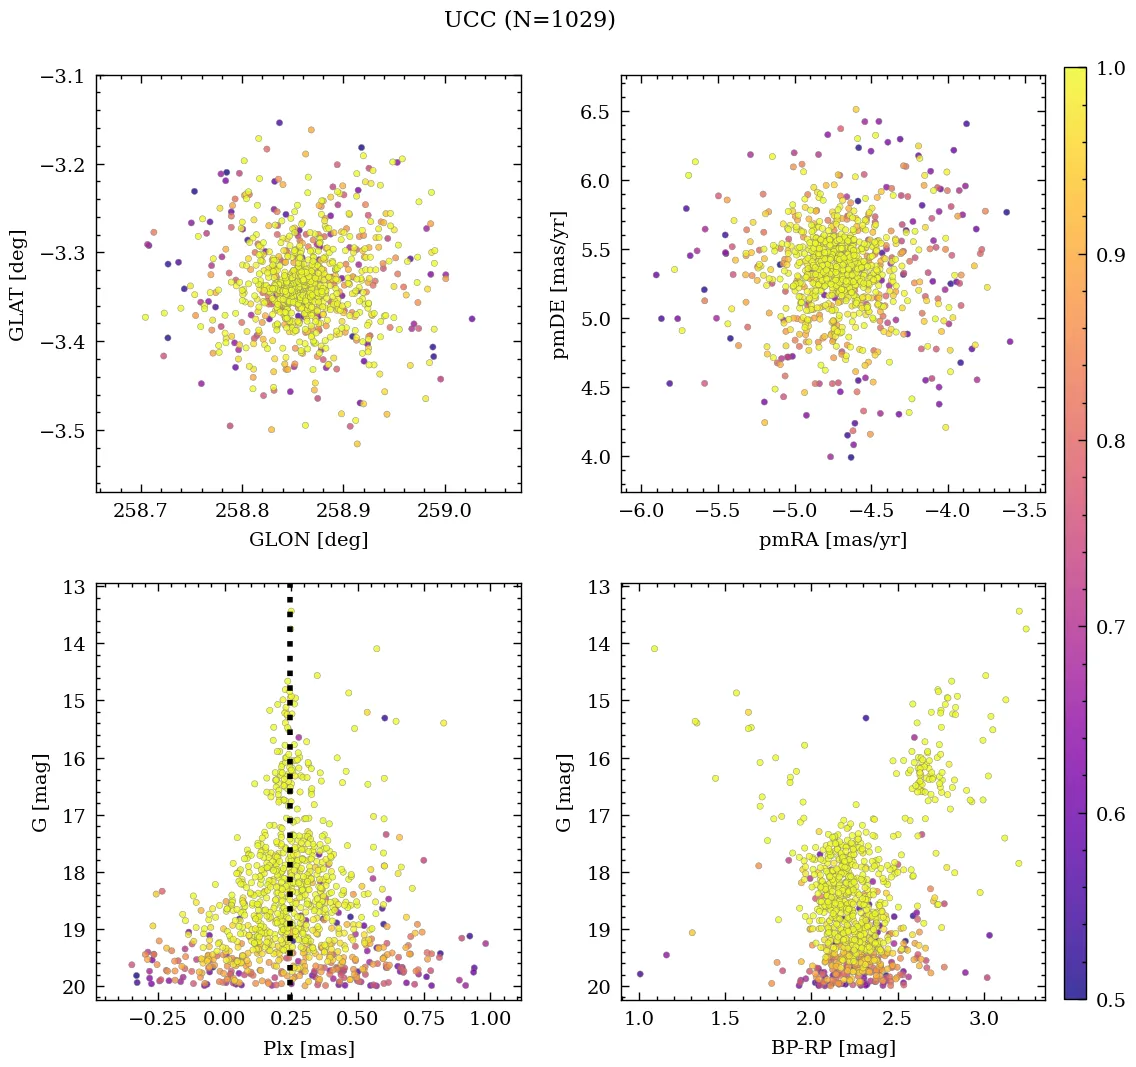 UCC (N=1029)
−3.1
−3.2
−3.3
−3.4
−3.5
GLAT [deg]
258.7 258.8 258.9 259.0
GLON [deg]
6.5
6.0
5.5
5.0
4.5
4.0
pmDE [mas/yr]
−6.0 −5.5 −5.0 −4.5 −4.0 −3.5
pmRA [mas/yr]
13
14
15
16
17
18
19
20
G [mag]
−0.25 0.00 0.25 0.50 0.75 1.00
Plx [mas]
13
14
15
16
17
18
19
20
G [mag]
1.0 1.5 2.0 2.5 3.0
BP-RP [mag]
1.0
0.9
0.8
0.7
0.6
0.5